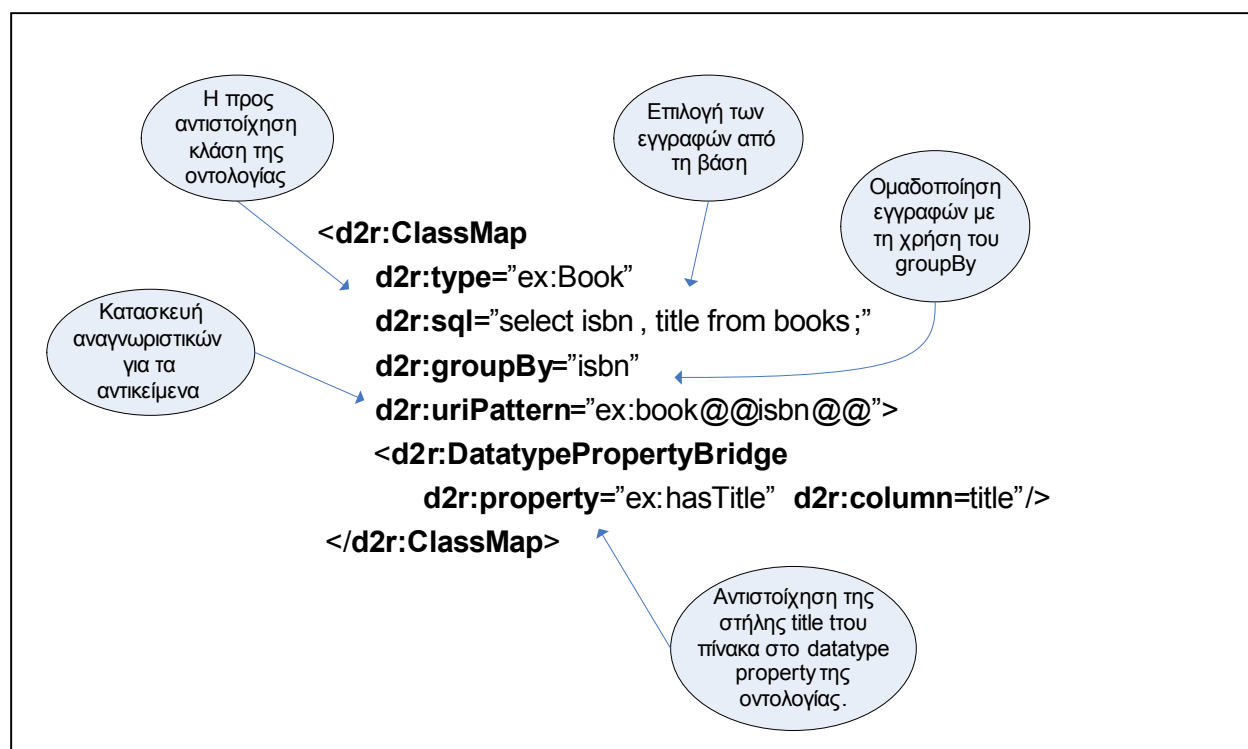 Η προς
αντιστοίχηση
κλάση της
οντολογίας
Επιλογή των
εγγραφών από
τη βάση
Ομαδοποίηση
εγγραφών με
τη χρήση του
groupBy
Κατασκευή
αναγνωριστικών
για τα
αντικείμενα
<d2r:ClassMap
d2r:type=”ex:Book”
d2r:sql=”select isbn , title from books ;”
d2r:groupBy=”isbn”
d2r:uriPattern=”ex:book@@isbn@@”>
<d2r:DatatypePropertyBridge
d2r:property=”ex:hasTitle” d2r:column=title”/>
</d2r:ClassMap>
Αντιστοίχηση της
στήλης title tτου
πίνακα στο datatype
property της
οντολογίας.